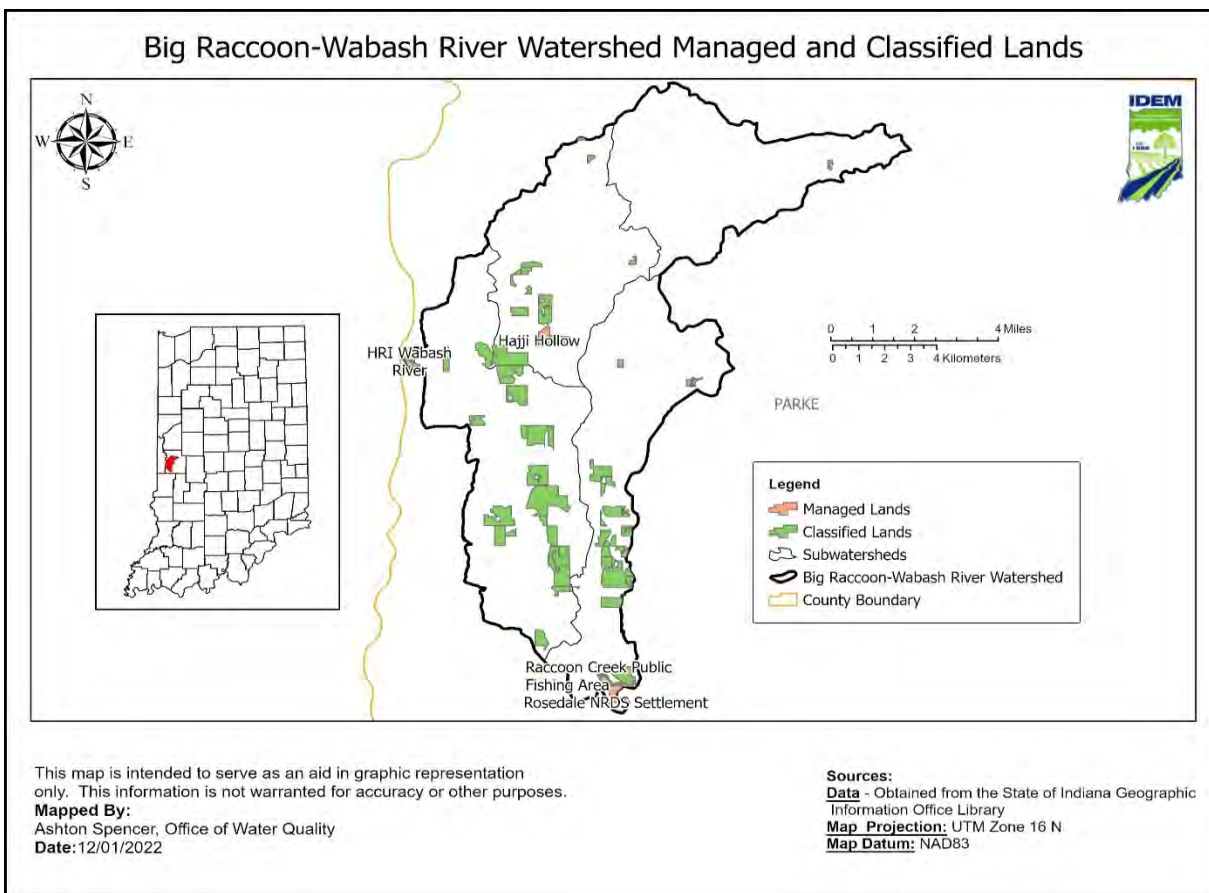 Big Raccoon-Wabash River Watershed Managed and Classified Lands
N
W
E
S
IDEM
HRI Wabash
River
Hajji Hollow
0 1 2 4 Miles
0 1 2 3 4 Kilometers
PARKE
Legend
Managed Lands
Classified Lands
Subwatersheds
Big Raccoon-Wabash River Watershed
County Boundary
Raccoon Creek Public
Fishing Area
Rosedale NRDS Settlement
This map is intended to serve as an aid in graphic representation
only. This information is not warranted for accuracy or other purposes.
Mapped By:
Ashton Spencer, Office of Water Quality
Date:12/01/2022
Sources:
Data - Obtained from the State of Indiana Geographic
Information Office Library
Map Projection: UTM Zone 16 N
Map Datum: NAD83